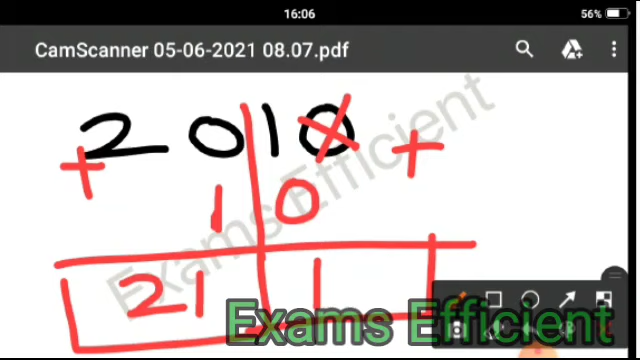 16:06 56%
CamScanner 05-06-2021 08.07.pdf
2010
+ 1 0 +
21 1
Exams Efficient
Exams Efficient